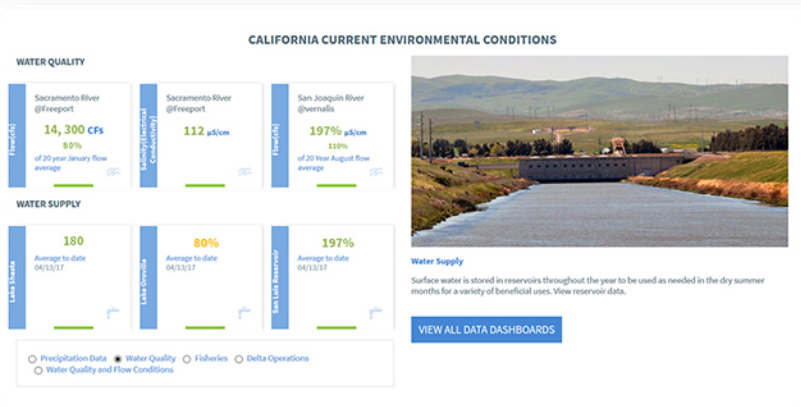 CALIFORNIA CURRENT ENVIRONMENTAL CONDITIONS
WATER QUALITY
Flow(cfs)
Sacramento River
@Freeport
14, 300 CFs
80%
of 20 year January flow
average
Salinity(Electrical
Conductivity)
Sacramento River
@Freeport
112 µS/cm
Flow(cfs)
San Joaquin River
@vernalis
197% µS/cm
110%
of 20 Year August flow
average
WATER SUPPLY
Lake Shasta
180
Average to date
04/13/17
Lake Oroville
80%
Average to date
04/13/17
San Luis Reservoir
197%
Average to date
04/13/17
Precipitation Data
Water Quality
Fisheries
Delta Operations
Water Quality and Flow Conditions
Water Supply
Surface water is stored in reservoirs throughout the year to be used as needed in the dry summer
months for a variety of beneficial uses. View reservoir data.
VIEW ALL DATA DASHBOARDS